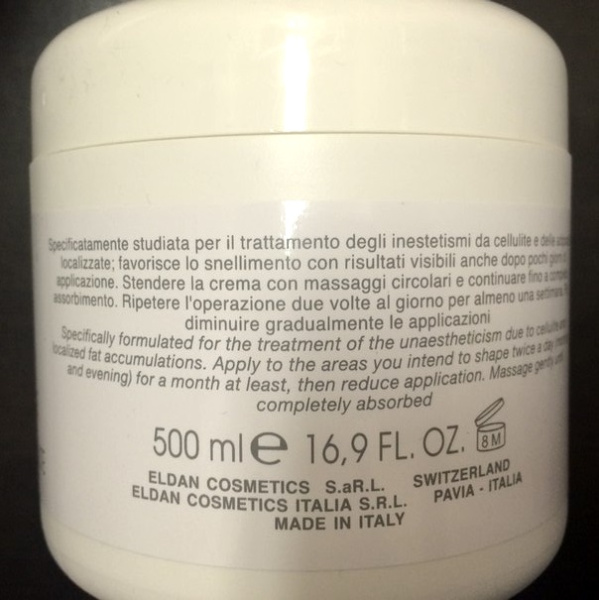 Specificatamente studiata per il trattamento degli inestetismi da cellulite e delle
localizzate; favorisce lo snellimento con risultati visibili anche dopo pochi giorni
applicazione. Stendere la crema con massaggi circolari e continuare fino a
assorbimento. Ripetere l'operazione due volte al giorno per almeno una settimana,
diminuire gradualmente le applicazioni
Specifically formulated for the treatment of the unaestheticism due to cellulite
localized fat accumulations. Apply to the areas you intend to shape twice a day
and evening) for a month at least, then reduce application. Massage gently until
completely absorbed
500 ml e 16,9 FL. OZ. 8 M
ELDAN COSMETICS S.aR.L. SWITZERLAND
ELDAN COSMETICS ITALIA S.R.L. PAVIA - ITALIA
MADE IN ITALY